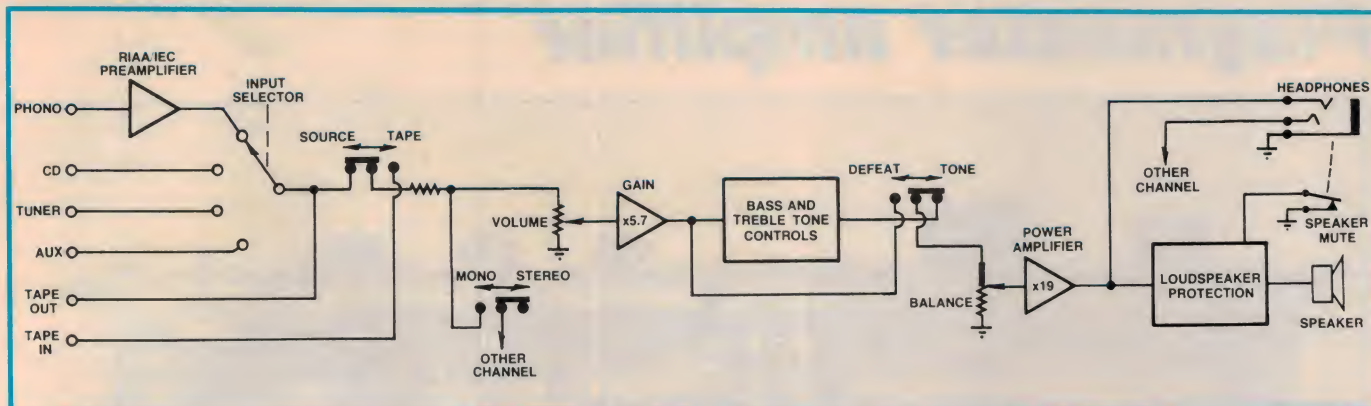 RIAA/IEC
PREAMPLIFIER
INPUT
SELECTOR
PHONO
CD
TUNER
AUX
TAPE
OUT
TAPE
IN
SOURCE
TAPE
VOLUME
MONO
STEREO
OTHER
CHANNEL
GAIN
x5.7
BASS AND
TREBLE TONE
CONTROLS
DEFEAT
TONE
BALANCE
POWER
AMPLIFIER
x19
HEADPHONES
OTHER
CHANNEL
LOUDSPEAKER
PROTECTION
SPEAKER
MUTE
SPEAKER